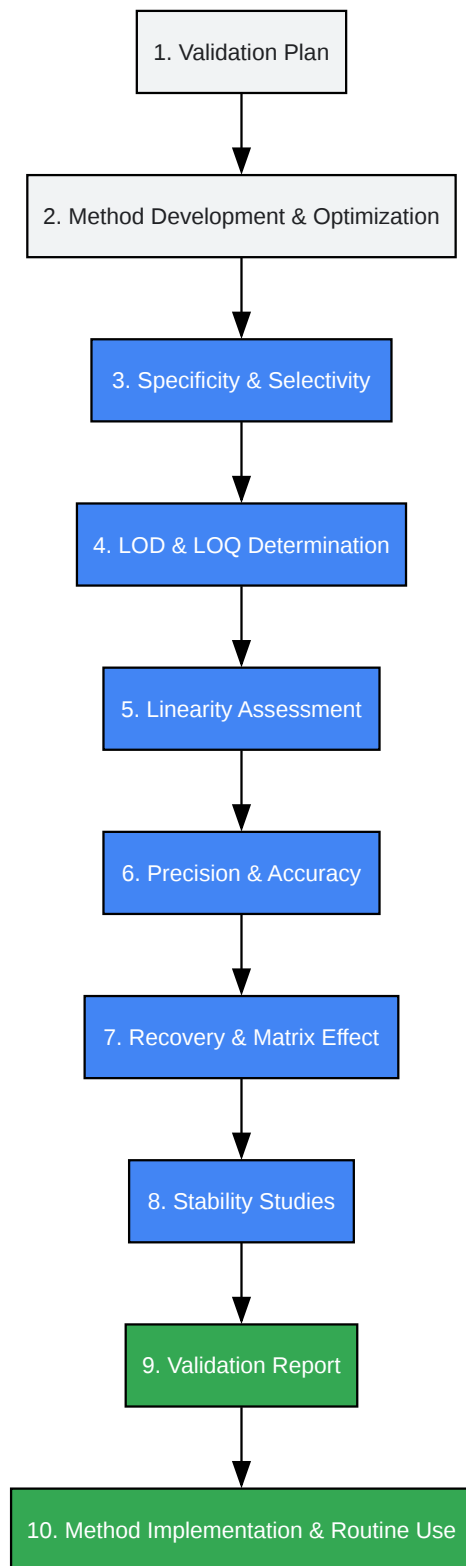 1. Validation Plan
2. Method Development & Optimization
3. Specificity & Selectivity
4. LOD & LOQ Determination
5. Linearity Assessment
6. Precision & Accuracy
7. Recovery & Matrix Effect
8. Stability Studies
9. Validation Report
10. Method Implementation & Routine Use